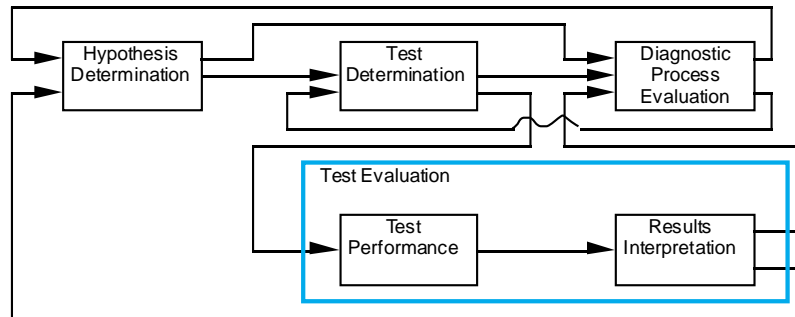 Hypothesis
Determination
Test
Determination
Diagnostic
Process
Evaluation
Test Evaluation
Test
Performance
Results
Interpretation